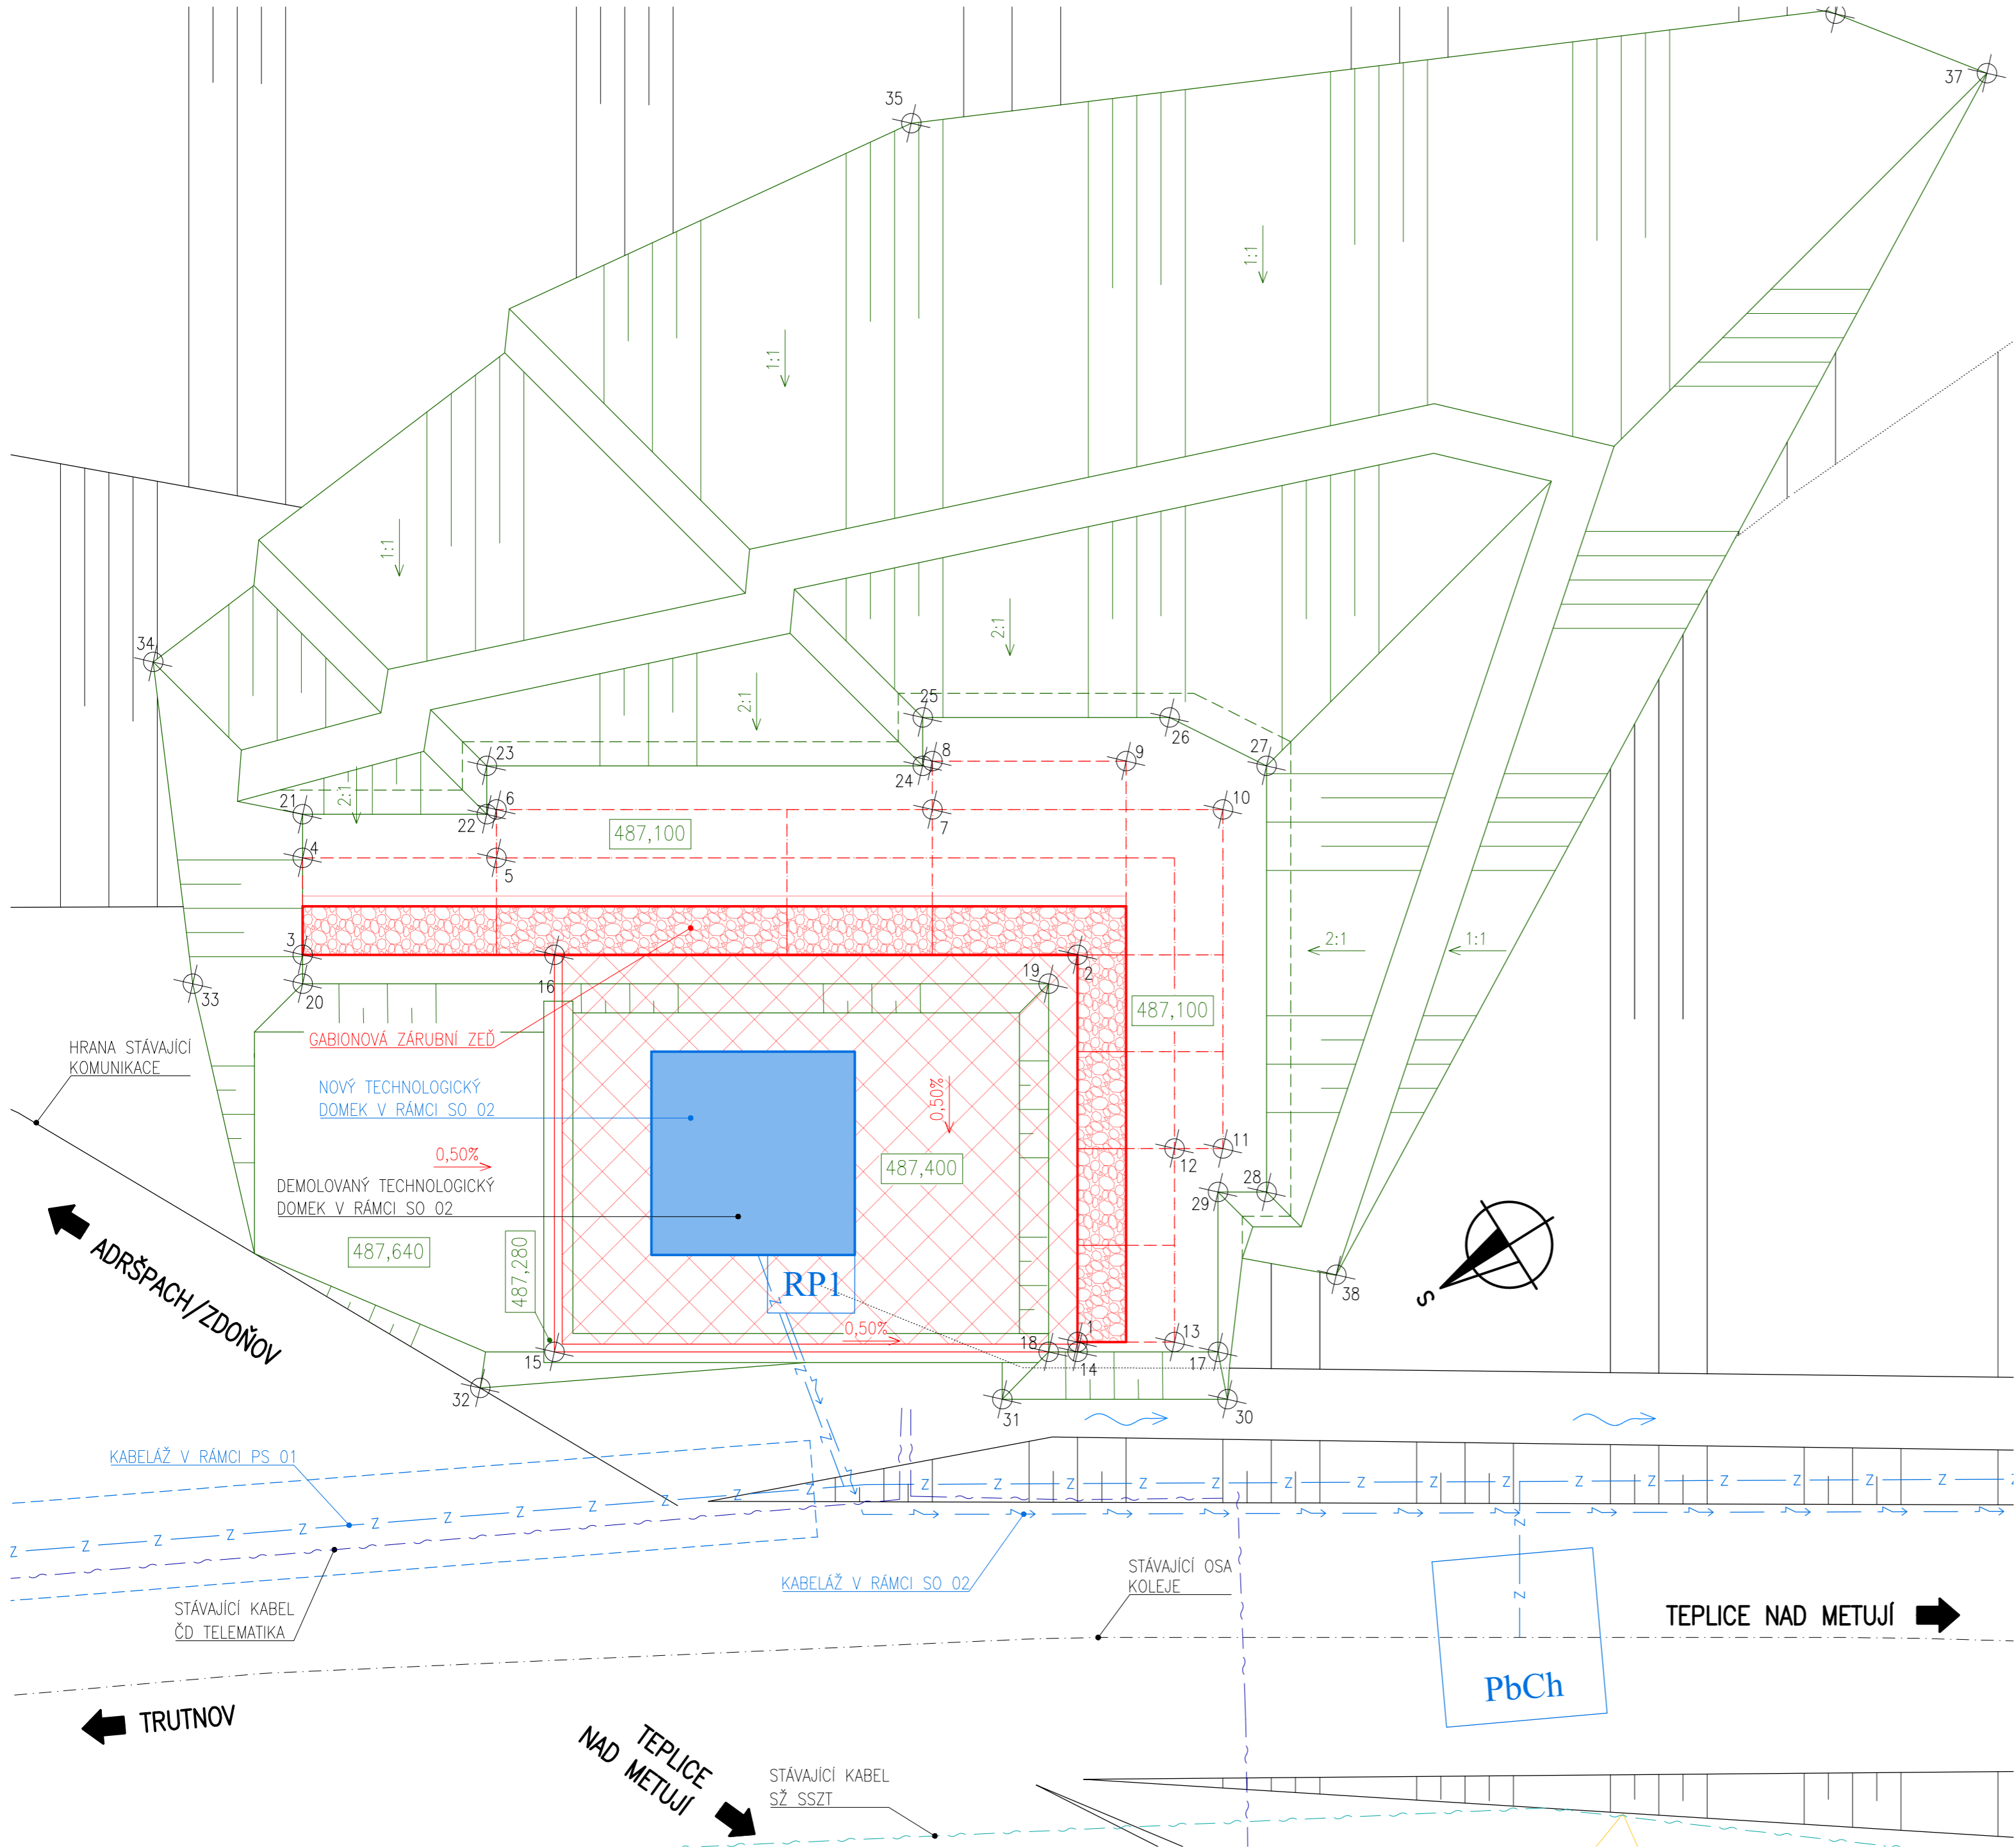 37
35
1:1
1:1
1:1
34
2:1
2:1
25
26
23
8
9
27
24
2:1
21
6
10
22
7
487,100
4
5
2:1
1:1
3
16
19
2
33
20
487,100
GABIONOVÁ ZÁRUBNÍ ZEĎ
HRANA STÁVAJÍCÍ
KOMUNIKACE
NOVÝ TECHNOLOGICKÝ
DOMEK V RÁMCI SO 02
0,50%
0,50%
12
11
487,400
DEMOLOVANÝ TECHNOLOGICKÝ
DOMEK V RÁMCI SO 02
29
28
ADRŠPACH/ZDOŇOV
487,640
487,280
RP1
38
S
0,50%
18
1
13
15
14
17
32
31
30
KABELÁŽ V RÁMCI PS 01
Z Z Z Z Z Z Z Z Z Z Z Z Z Z Z Z Z Z Z Z Z Z Z Z Z Z Z Z
STÁVAJÍCÍ OSA
KOLEJE
KABELÁŽ V RÁMCI SO 02
STÁVAJÍCÍ KABEL
ČD TELEMATIKA
TEPLICE NAD METUJÍ
PbCh
TRUTNOV
TEPLICE
NAD METUJÍ
STÁVAJÍCÍ KABEL
SŽ SSZT